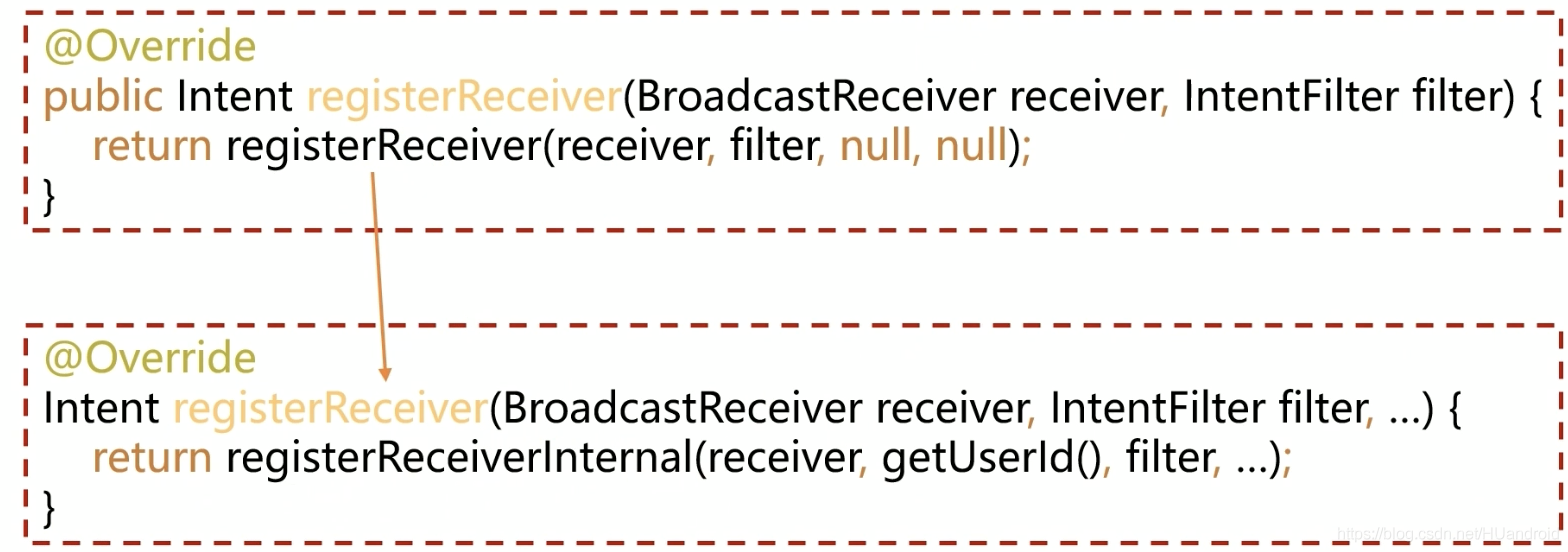 @Override
public Intent registerReceiver(BroadcastReceiver receiver, IntentFilter filter) {
return registerReceiver(receiver, filter, null, null);
}
@Override
Intent registerReceiver(BroadcastReceiver receiver, IntentFilter filter, ...) {
return registerReceiverInternal(receiver, getUserId(), filter, ...);
}
https://blog.csdn.net/HUandroid